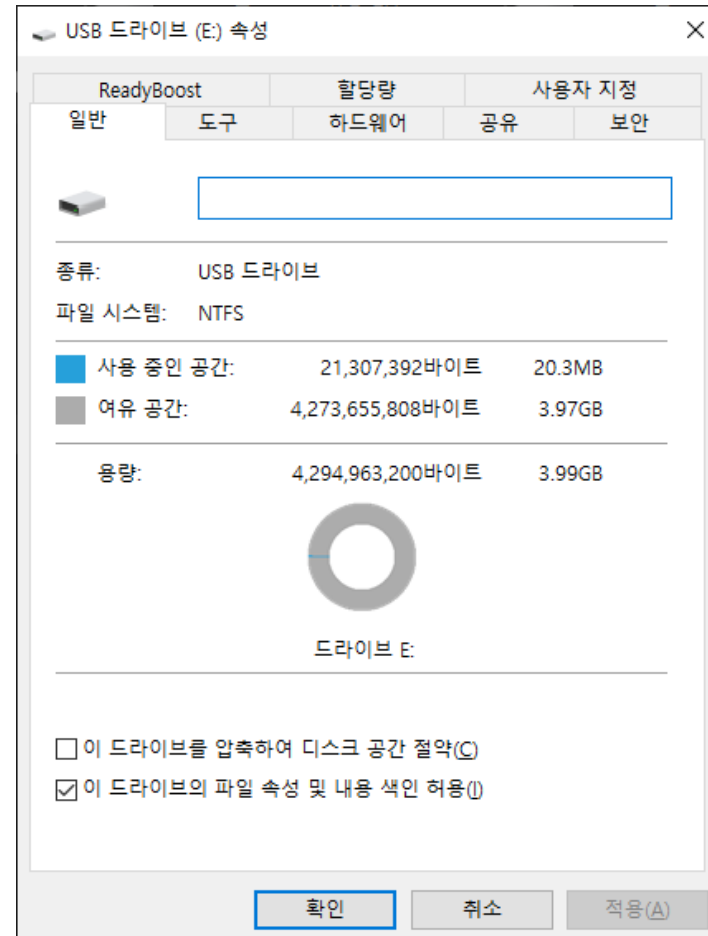 USB 드라이브 (E:) 속성
ReadyBoost 할당량 사용자 지정
일반 도구 하드웨어 공유 보안
종류: USB 드라이브
파일 시스템: NTFS
사용 중인 공간: 21,307,392바이트 20.3MB
여유 공간: 4,273,655,808바이트 3.97GB
용량: 4,294,963,200바이트 3.99GB
드라이브 E:
이 드라이브를 압축하여 디스크 공간 절약(C)
이 드라이브의 파일 속성 및 내용 색인 허용(I)
확인 취소 적용(A)